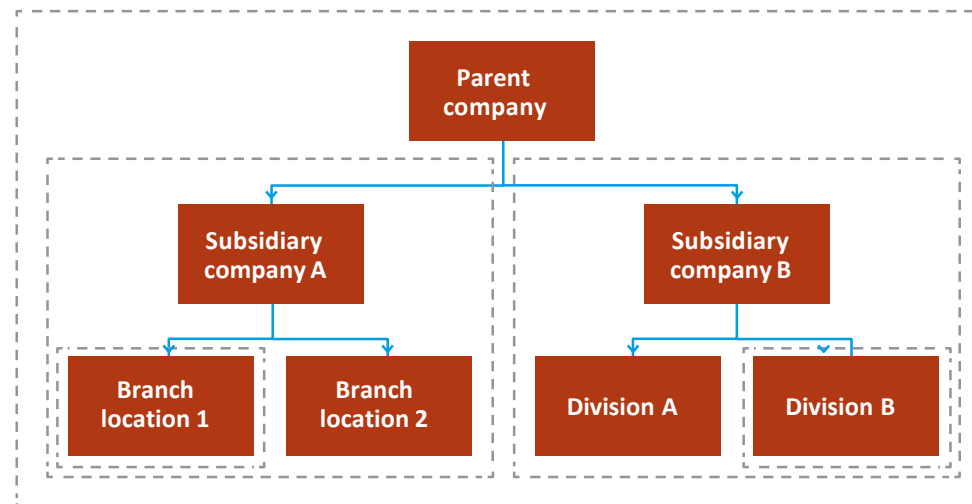 Parent
company
Subsidiary
company A
Subsidiary
company B
Branch
location 1
Branch
location 2
Division A
Division B